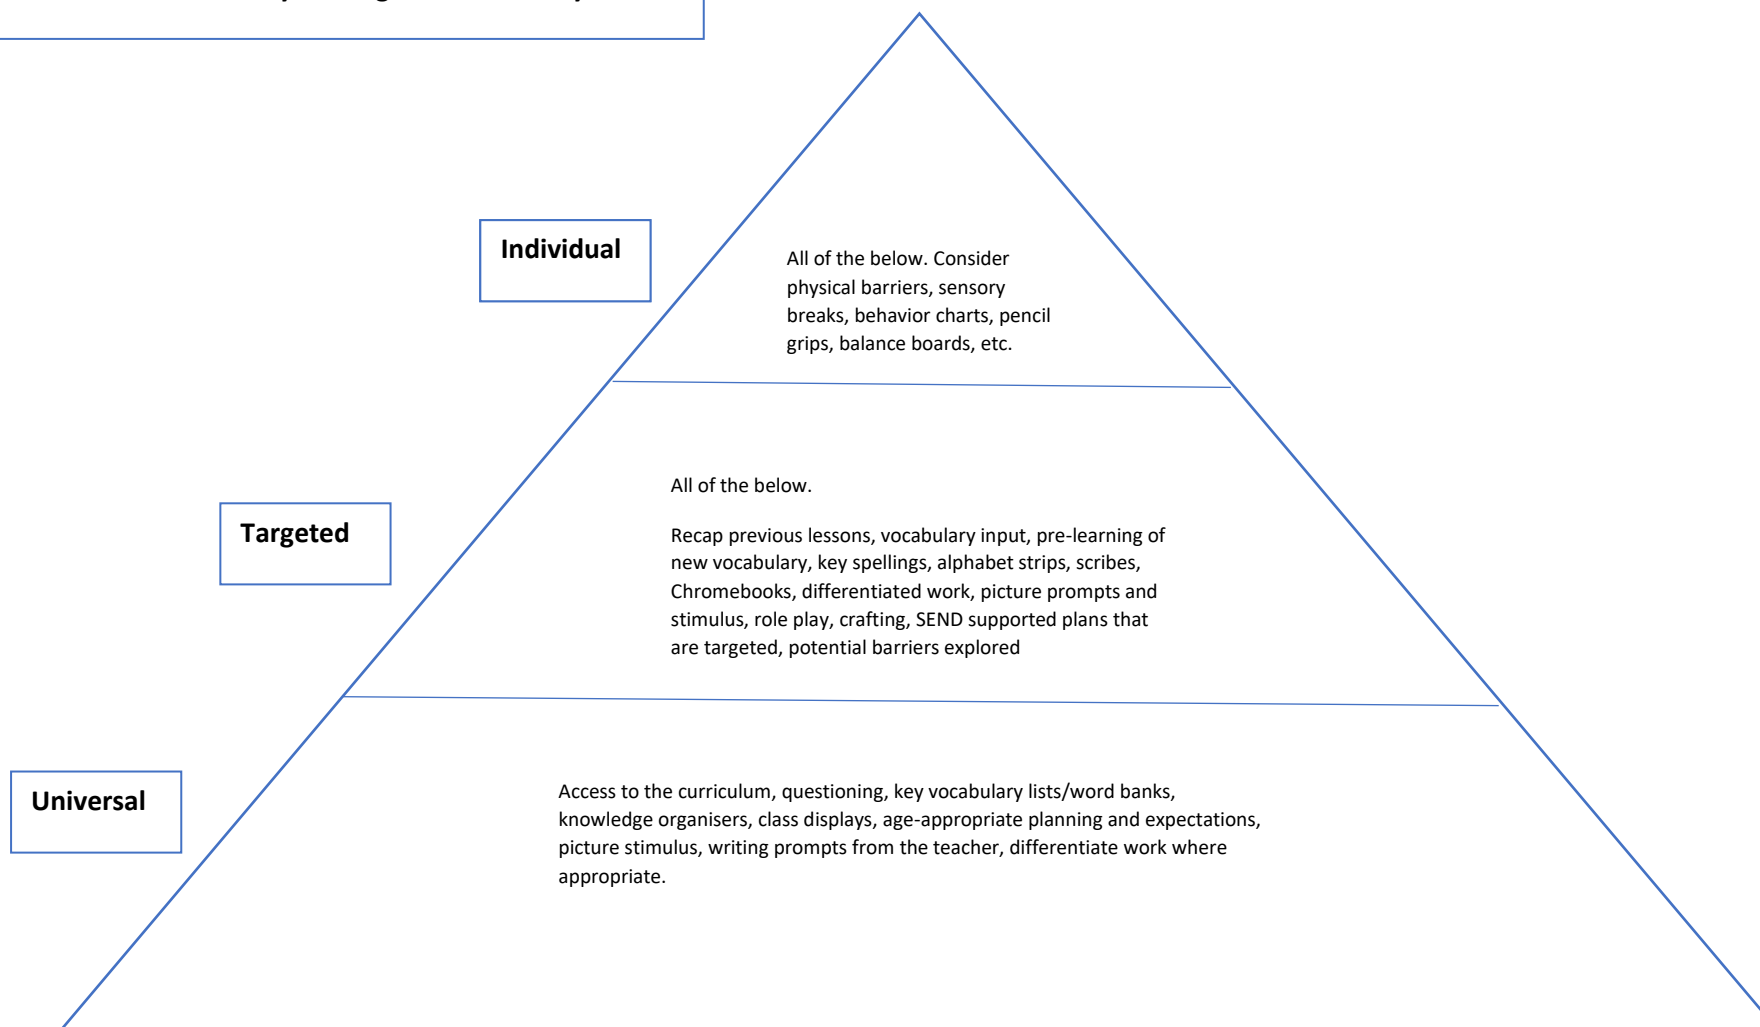 Individual
All of the below. Consider
physical barriers, sensory
breaks, behavior charts, pencil
grips, balance boards, etc.
Targeted
All of the below.
Recap previous lessons, vocabulary input, pre-learning of
new vocabulary, key spellings, alphabet strips, scribes,
Chromebooks, differentiated work, picture prompts and
stimulus, role play, crafting, SEND supported plans that
are targeted, potential barriers explored
Universal
Access to the curriculum, questioning, key vocabulary lists/word banks,
knowledge organisers, class displays, age-appropriate planning and expectations,
picture stimulus, writing prompts from the teacher, differentiate work where
appropriate.